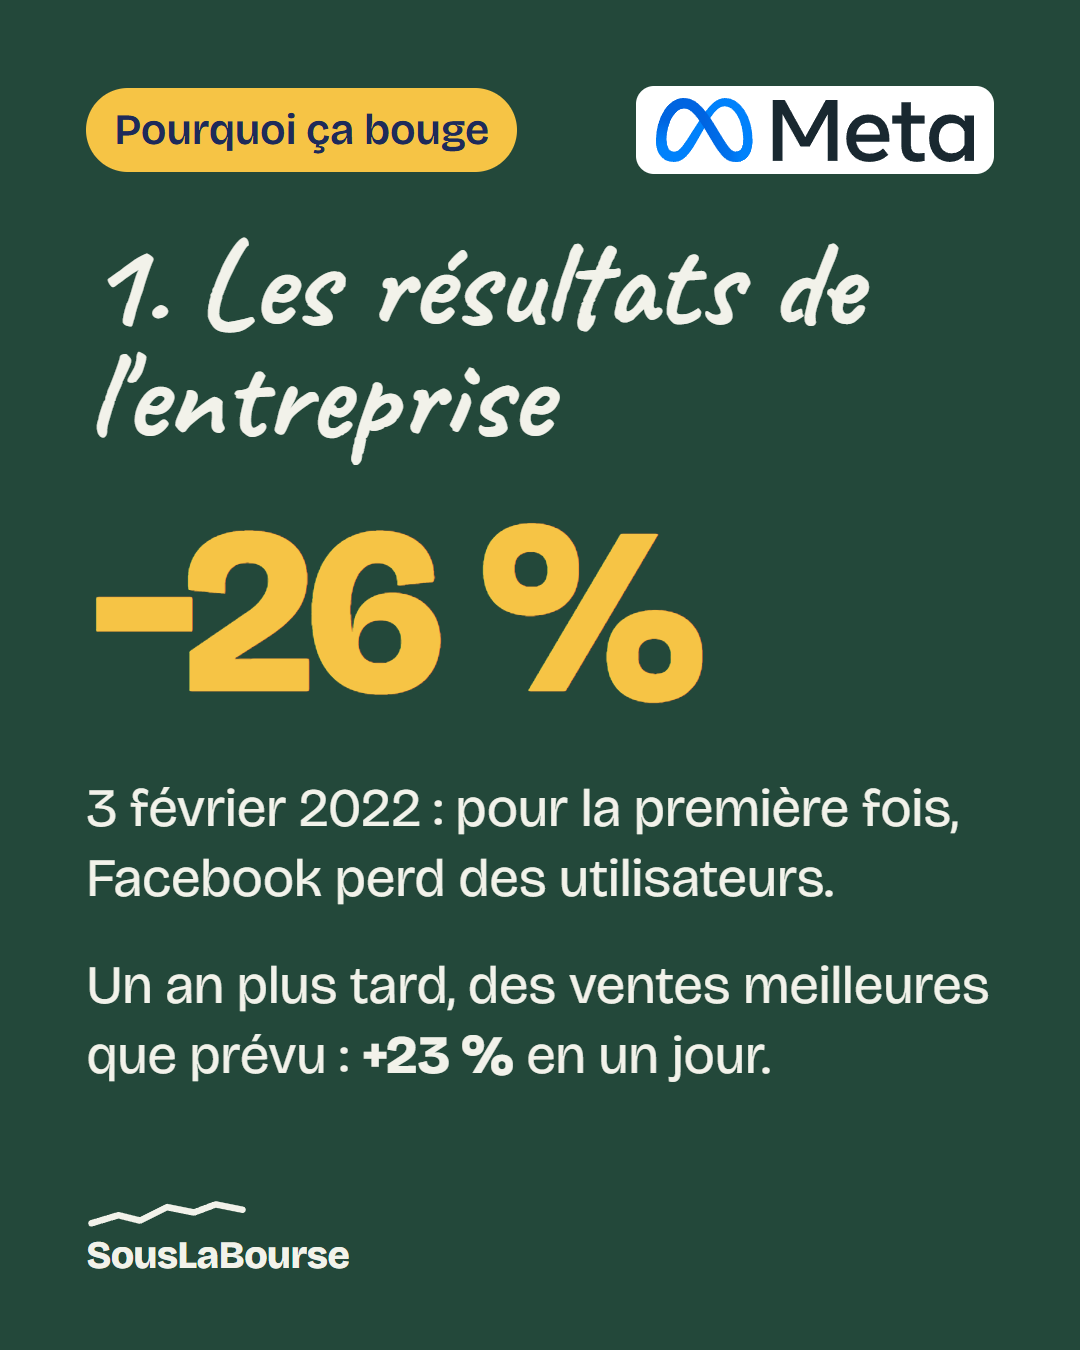 Pourquoi ça bouge
Meta
1. Les résultats de
l'entreprise
-26 %
3 février 2022 : pour la première fois,
Facebook perd des utilisateurs.
Un an plus tard, des ventes meilleures
que prévu : +23 % en un jour.
SousLaBourse